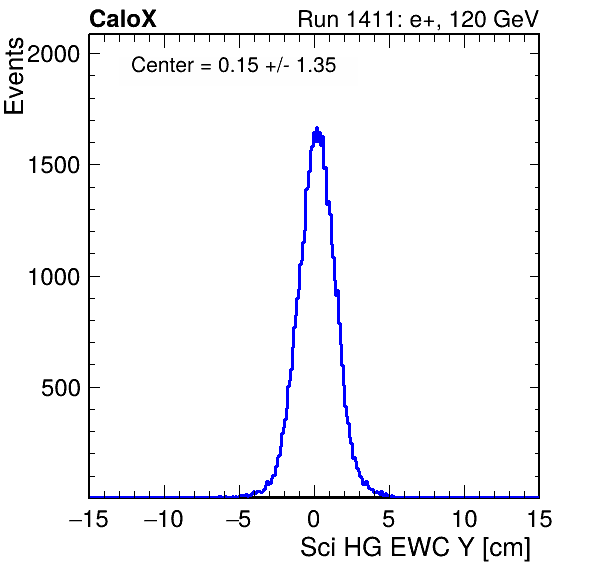 CaloX Run 1411: e+, 120 GeV
Events
Center = 0.15 +/- 1.35
2000
1500
1000
500
−15 −10 −5 0 5 10 15
Sci HG EWC Y [cm]